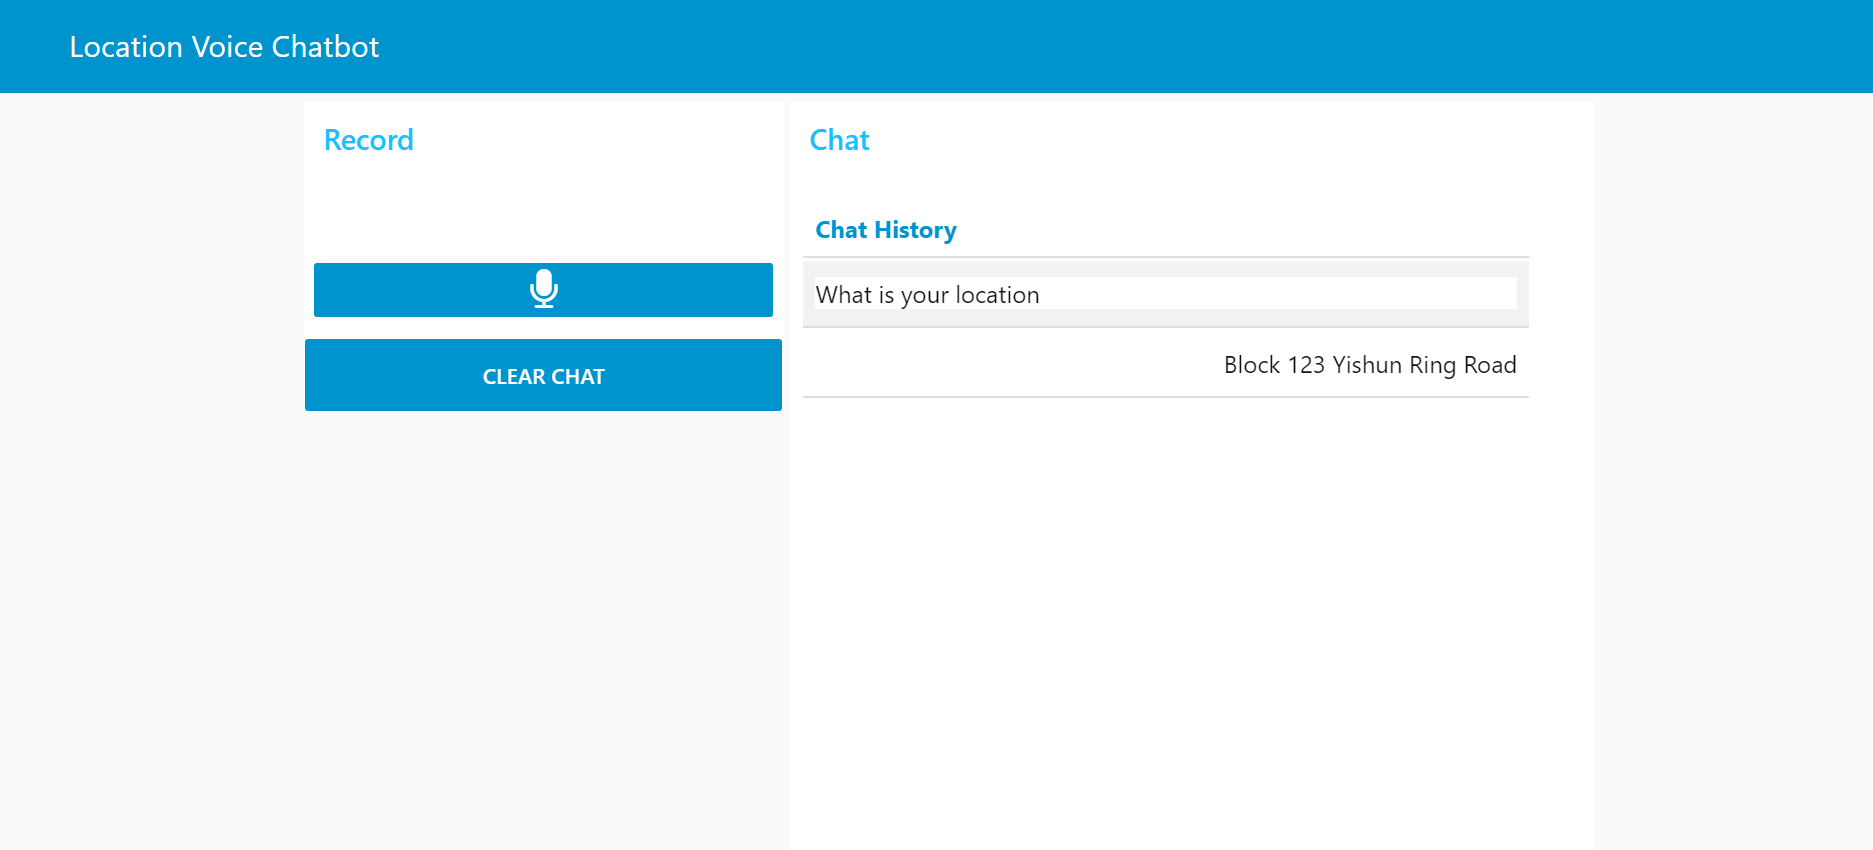 Location Voice Chatbot
Record
CLEAR CHAT
Chat
Chat History
What is your location
Block 123 Yishun Ring Road